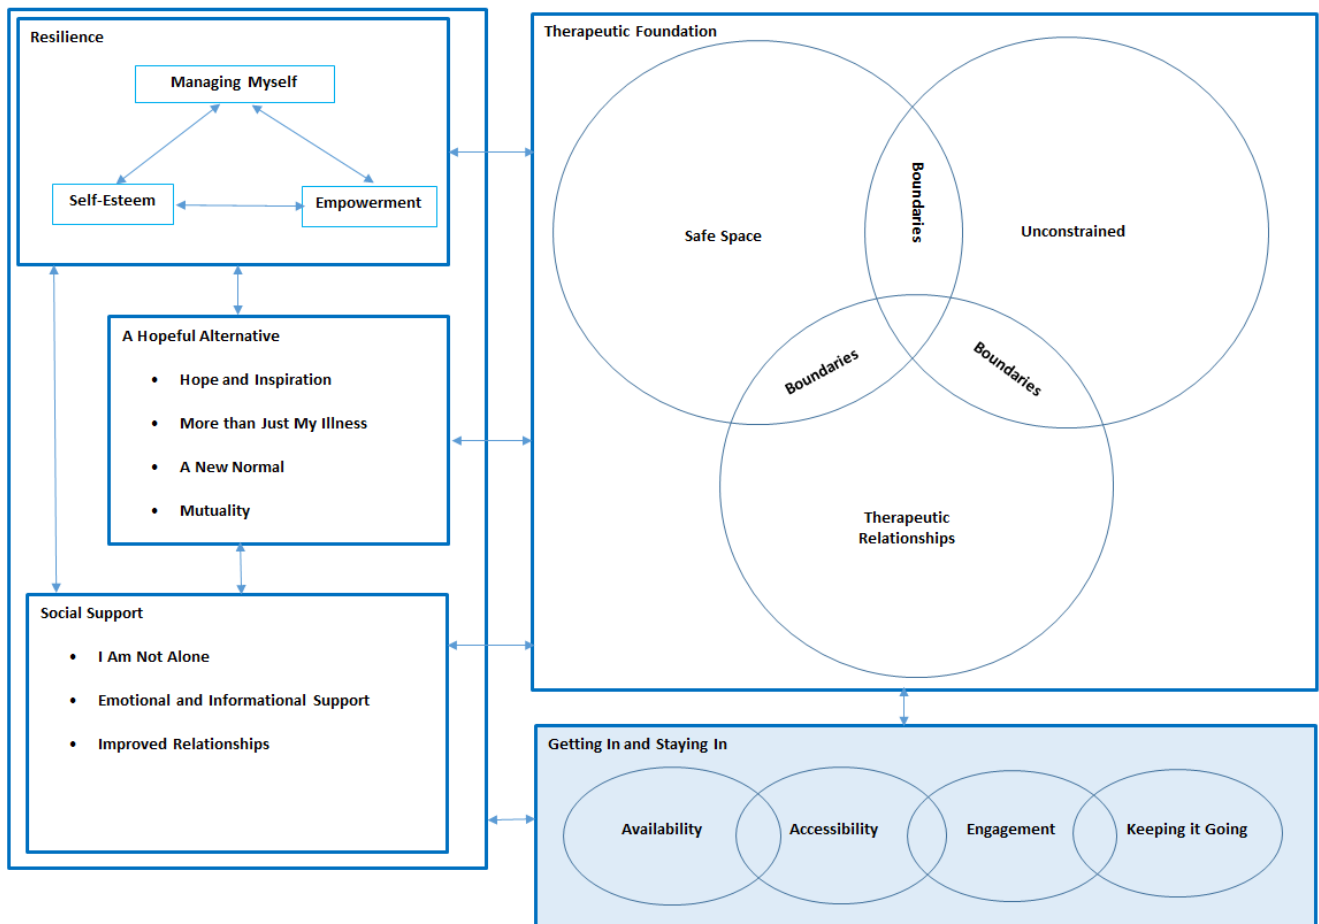 Resilience
Managing Myself
Self-Esteem
Empowerment
A Hopeful Alternative
• Hope and Inspiration
• More than Just My Illness
• A New Normal
• Mutuality
Social Support
• I Am Not Alone
• Emotional and Informational Support
• Improved Relationships
Therapeutic Foundation
Safe Space
Boundaries
Unconstrained
Boundaries
Boundaries
Therapeutic
Relationships
Getting In and Staying In
Availability
Accessibility
Engagement
Keeping it Going